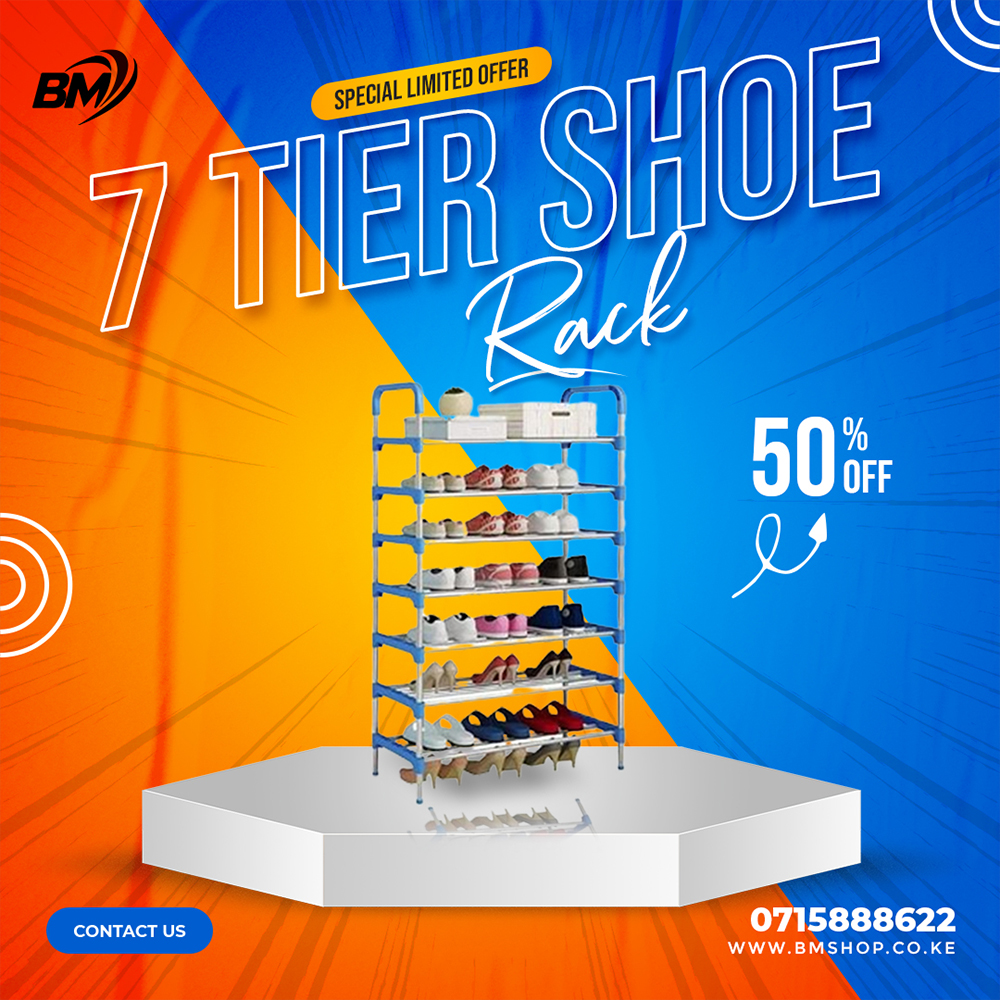 BM
SPECIAL LIMITED OFFER
7 TIER SHOE
Rack
50%
OFF
CONTACT US
0715888622
WWW.BMSHOP.CO.KE